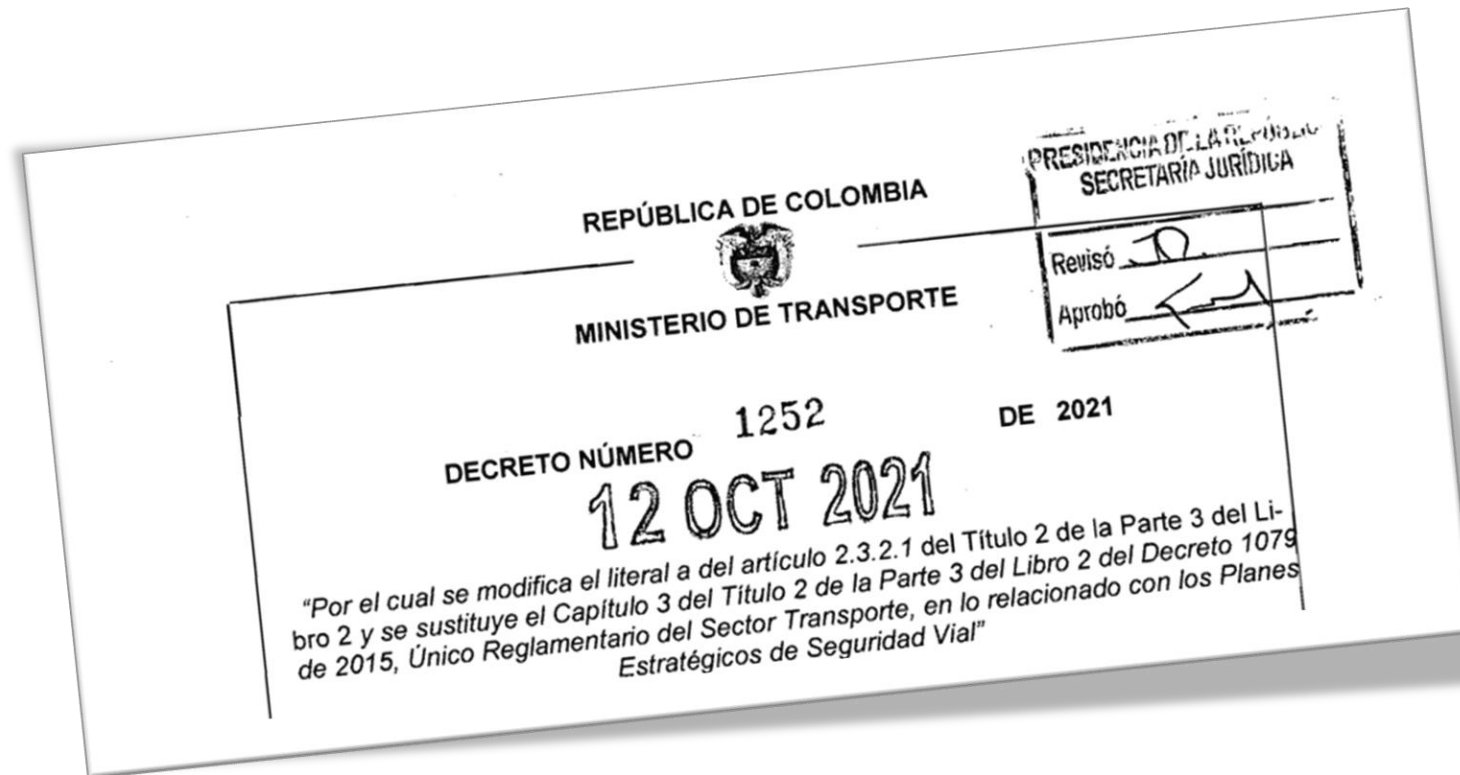 REPÚBLICA DE COLOMBIA
PRESIDENCIA DE LA REPÚBLIC
SECRETARÍA JURÍDICA
Revisó
Aprobó
MINISTERIO DE TRANSPORTE
DECRETO NÚMERO 1252 DE 2021
12 OCT 2021
“Por el cual se modifica el literal a del artículo 2.3.2.1 del Título 2 de la Parte 3 del Li-
bro 2 y se sustituye el Capítulo 3 del Título 2 de la Parte 3 del Libro 2 del Decreto 1079
de 2015, Único Reglamentario del Sector Transporte, en lo relacionado con los Planes
Estratégicos de Seguridad Vial”